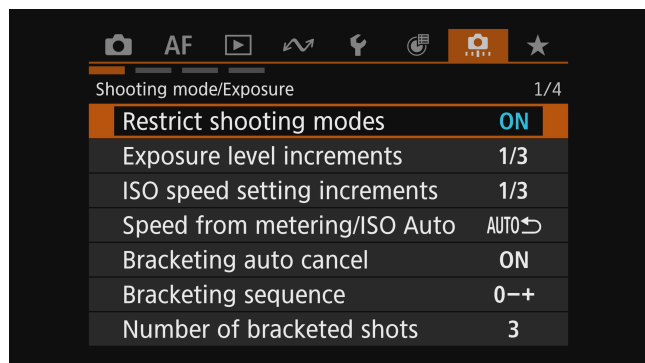 AF
Shooting mode/Exposure 1/4
Restrict shooting modes ON
Exposure level increments 1/3
ISO speed setting increments 1/3
Speed from metering/ISO Auto AUTO
Bracketing auto cancel ON
Bracketing sequence 0−+
Number of bracketed shots 3